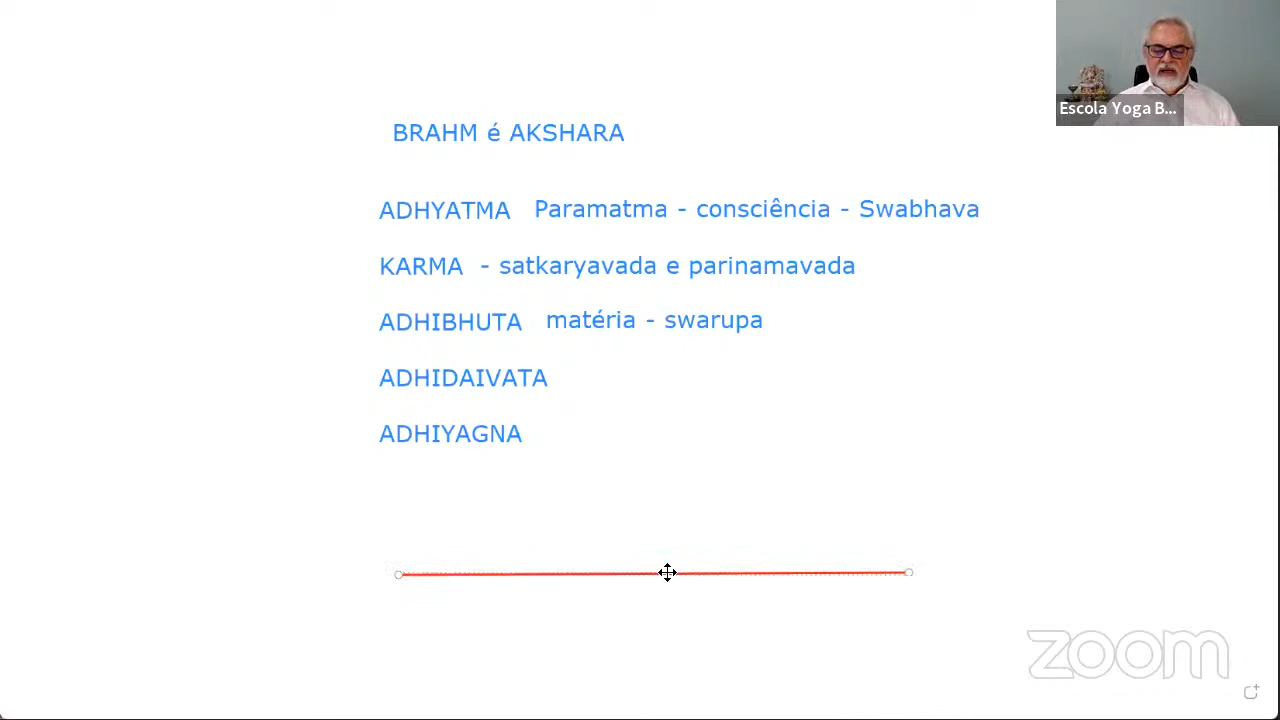 Escola Yoga B...
BRAHM é AKSHARA
ADHYATMA Paramatma - consciência - Swabhava
KARMA - satkaryavada e parinamavada
ADHIBHUTA matéria - swarupa
ADHIDAIVATA
ADHIYAGNA
zoom